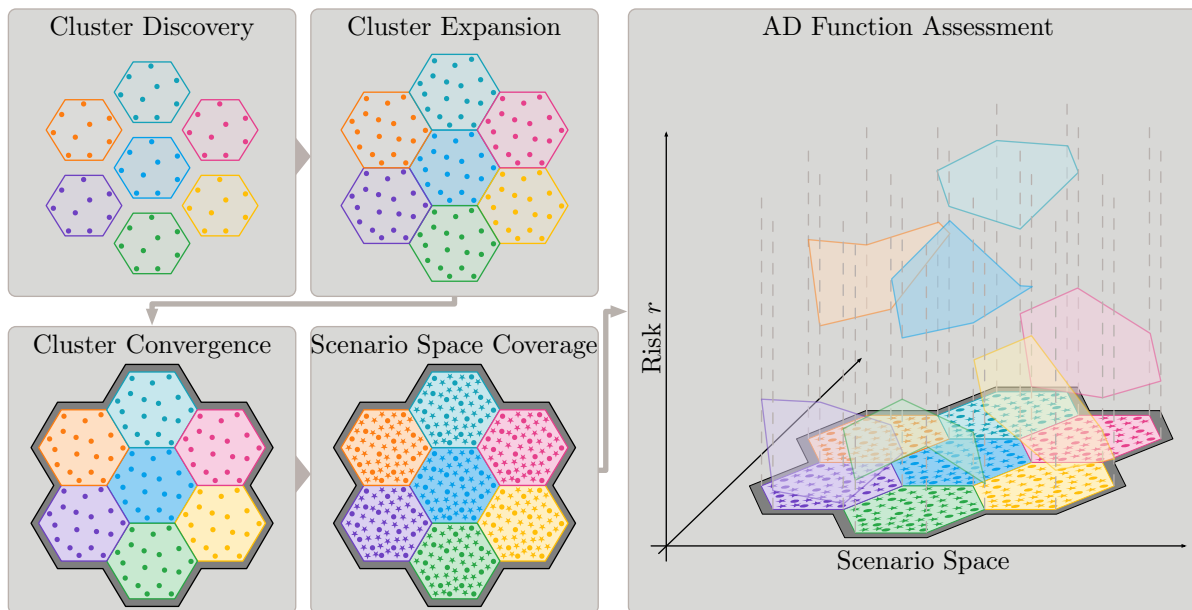 Cluster Discovery
Cluster Expansion
Cluster Convergence
Scenario Space Coverage
AD Function Assessment
Risk r
Scenario Space